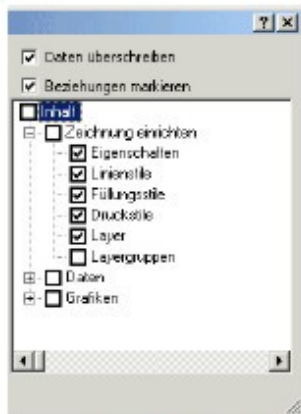 Daten überschreiben
Beziehungen markieren
Inhalt
Zeichnung einrichten
Eigenschaften
Linienstile
Füllungsstile
Druckstile
Layer
Layergruppen
Daten
Grafiken